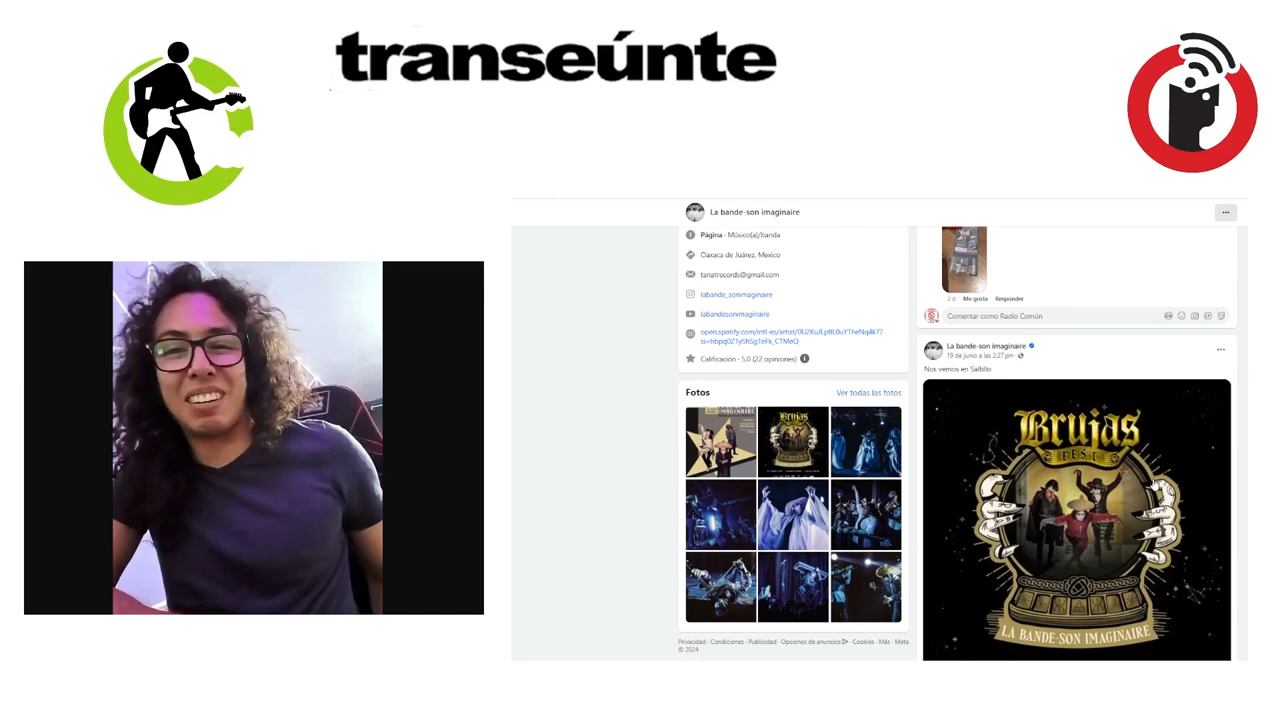 transeúnte
La bande-son imaginaire
Página · Músico(a)/banda
Oaxaca de Juárez, Mexico
tanatrecords@gmail.com
labande_sonimaginaire
labandesonimaginaire
Calificación · 5,0 (22 opiniones)
Fotos
Ver todas las fotos
Privacidad · Condiciones · Publicidad · Opciones de anuncios · Cookies · Más · Meta
© 2024
Me gusta Responder
Comentar como Radio Común
La bande-son imaginaire
19 de junio a las 2:27 pm
Nos vemos en Saltillo
Brujas
FEST
LA BANDE-SON IMAGINAIRE